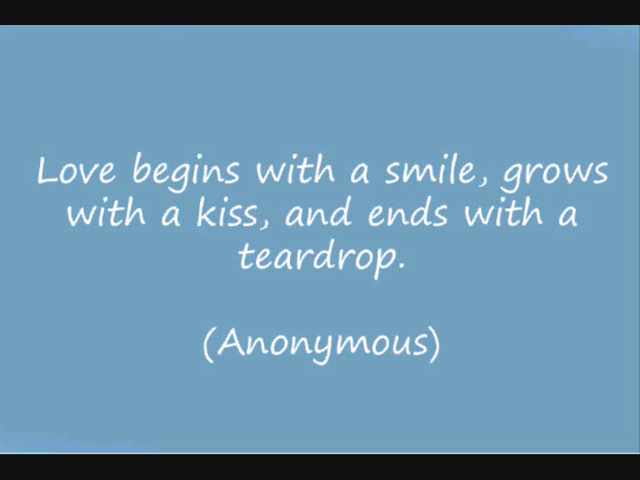 Love begins with a smile, grows
with a kiss, and ends with a
teardrop.
(Anonymous)